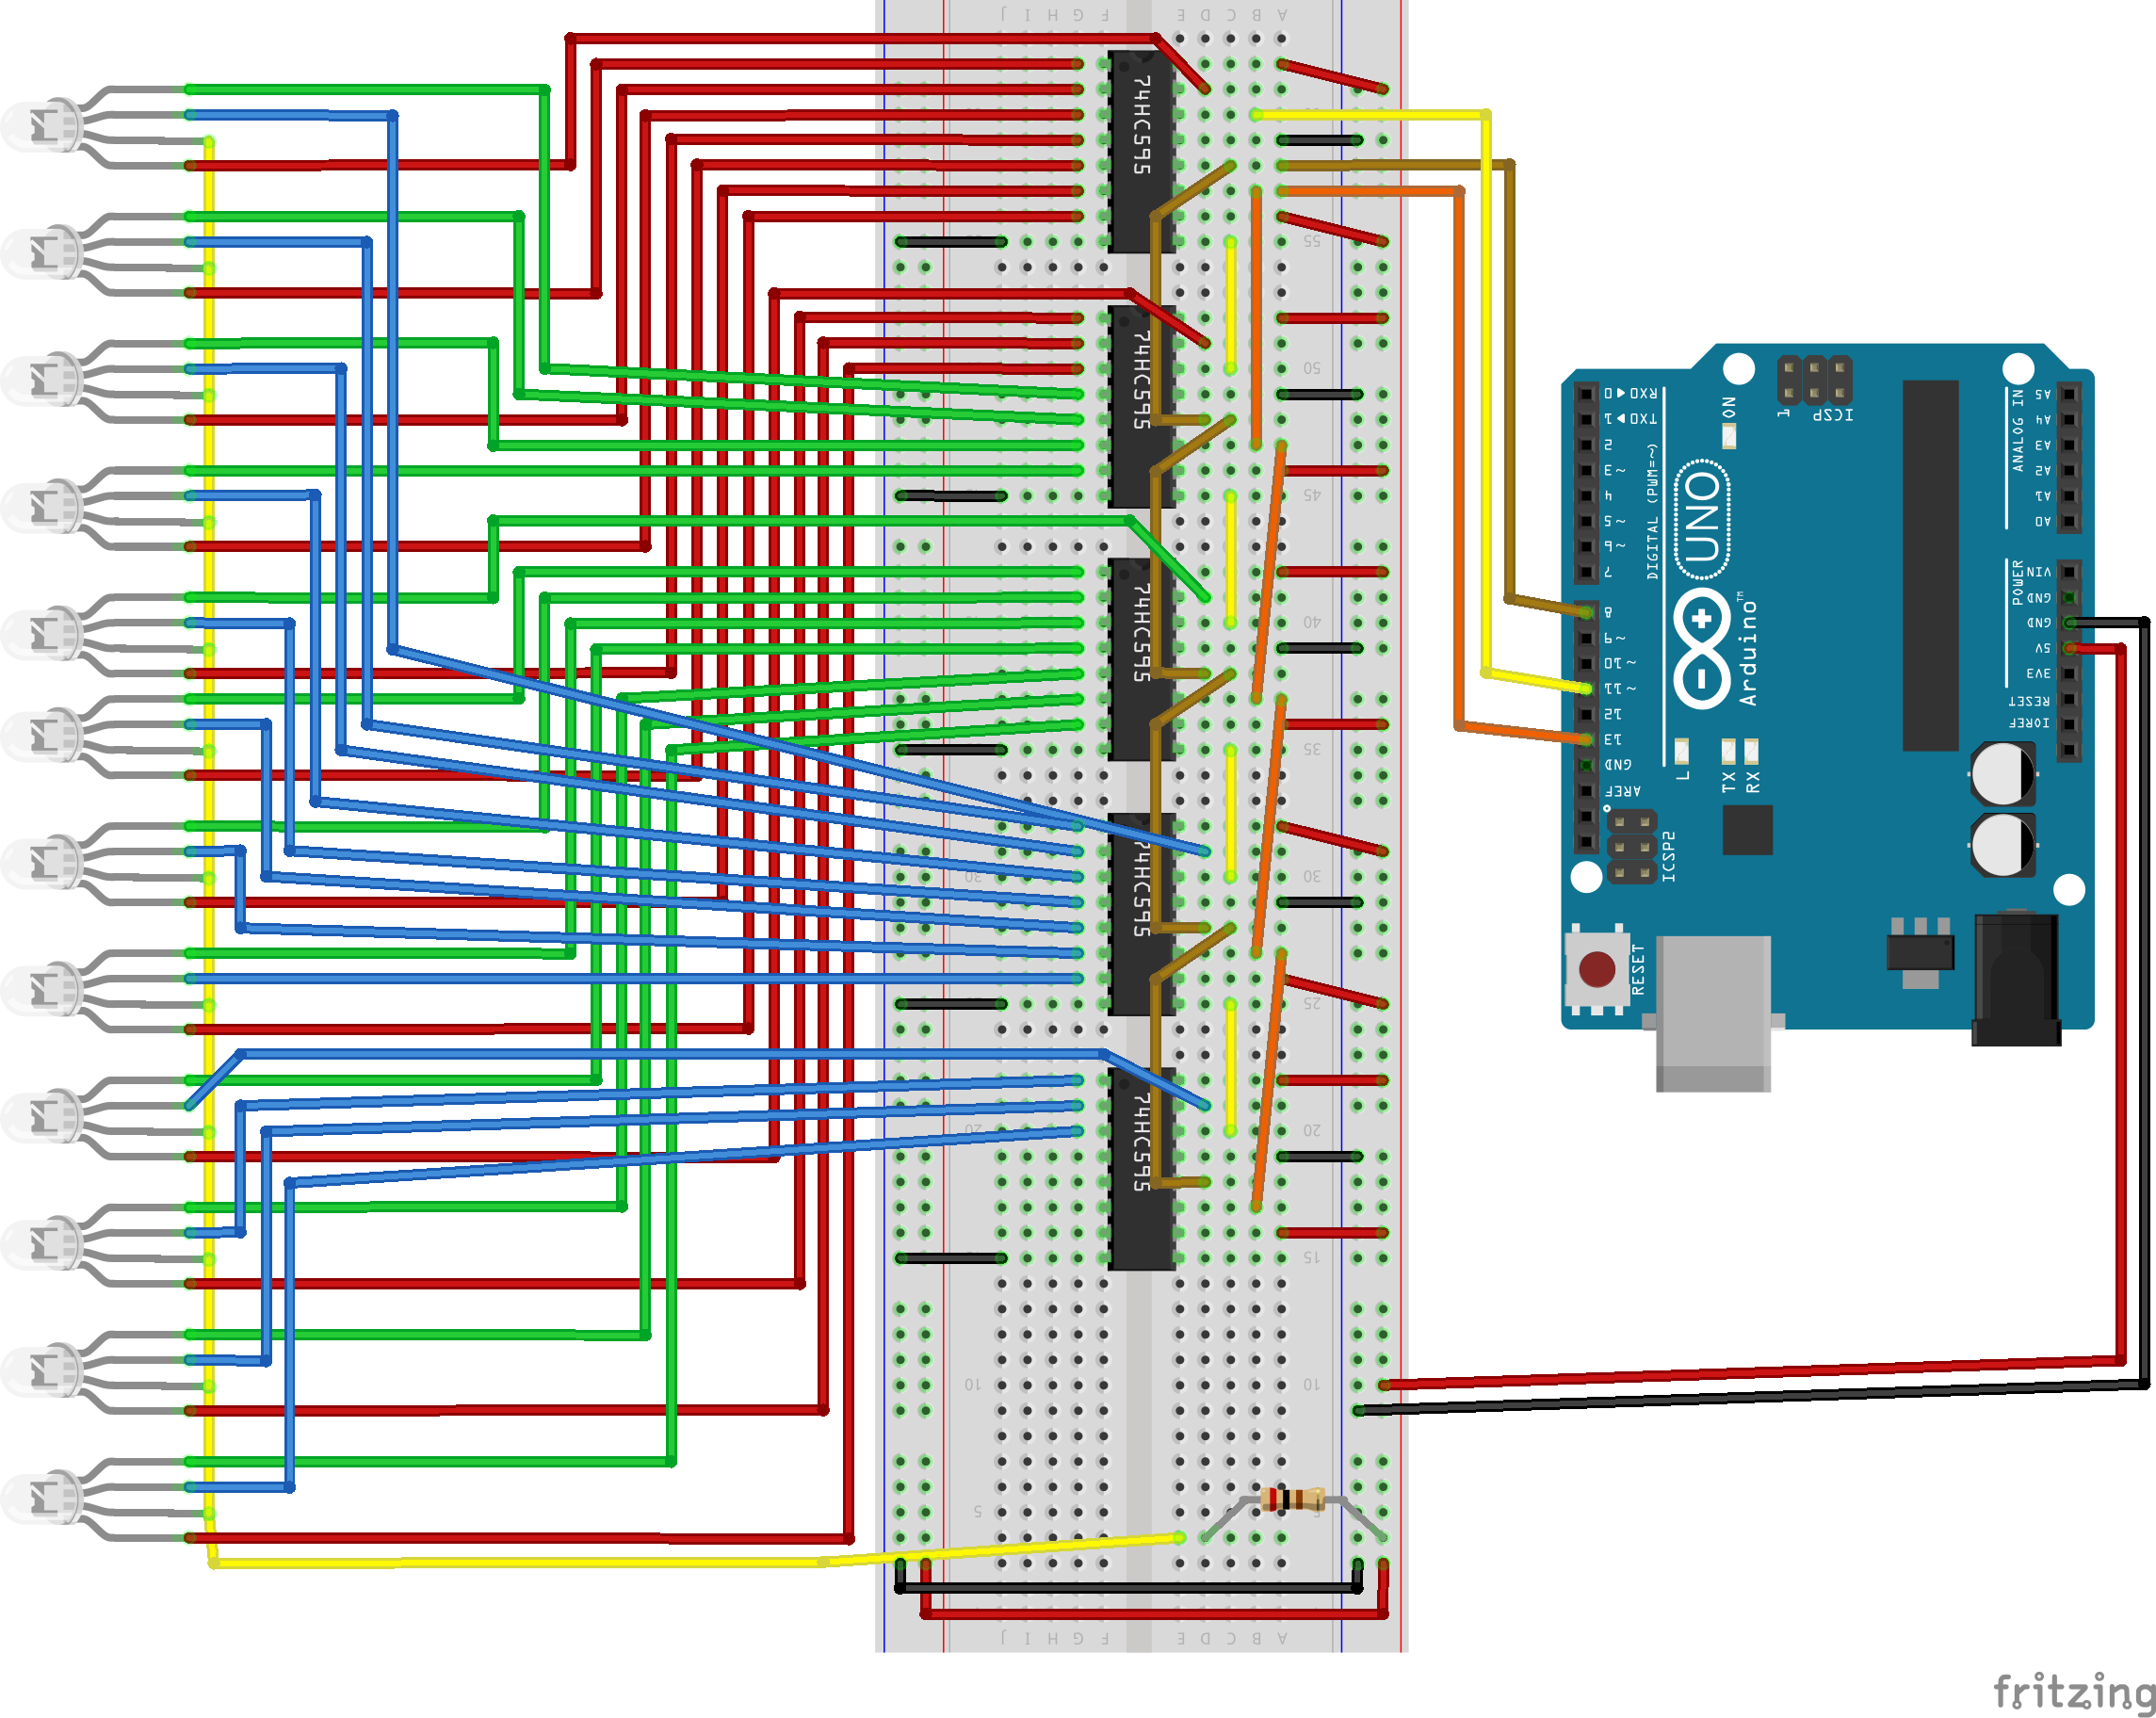 J I H G F E D C B A
74HC595
55
50
74HC595
45
74HC595
40
35
74HC595
30 30
25
74HC595
20 20
15
10 10
5
J I H G F E D C B A
RX0◀0
TX0◀1
2
~3
4
~5
~6
7
8
~9
~10
~11
12
13
GND
AREF
DIGITAL (PWM=~)
ON
1
ICSP
UNO
Arduino™
L
TX
RX
ICSP2
RESET
ANALOG IN
A5
A4
A3
A2
A1
A0
POWER
VIN
GND
GND
5V
3V3
RESET
IOREF
fritzing